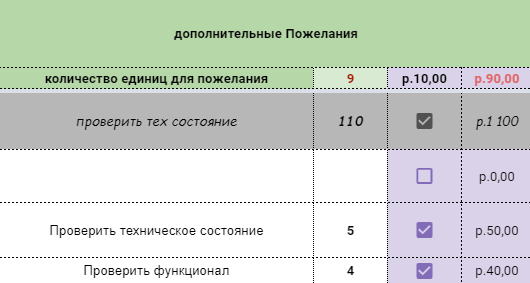 дополнительные Пожелания
количество единиц для пожелания 9 р.10,00 р.90,00
проверить тех состояние 110 р.1 100
р.0,00
Проверить техническое состояние 5 р.50,00
Проверить функционал 4 р.40,00